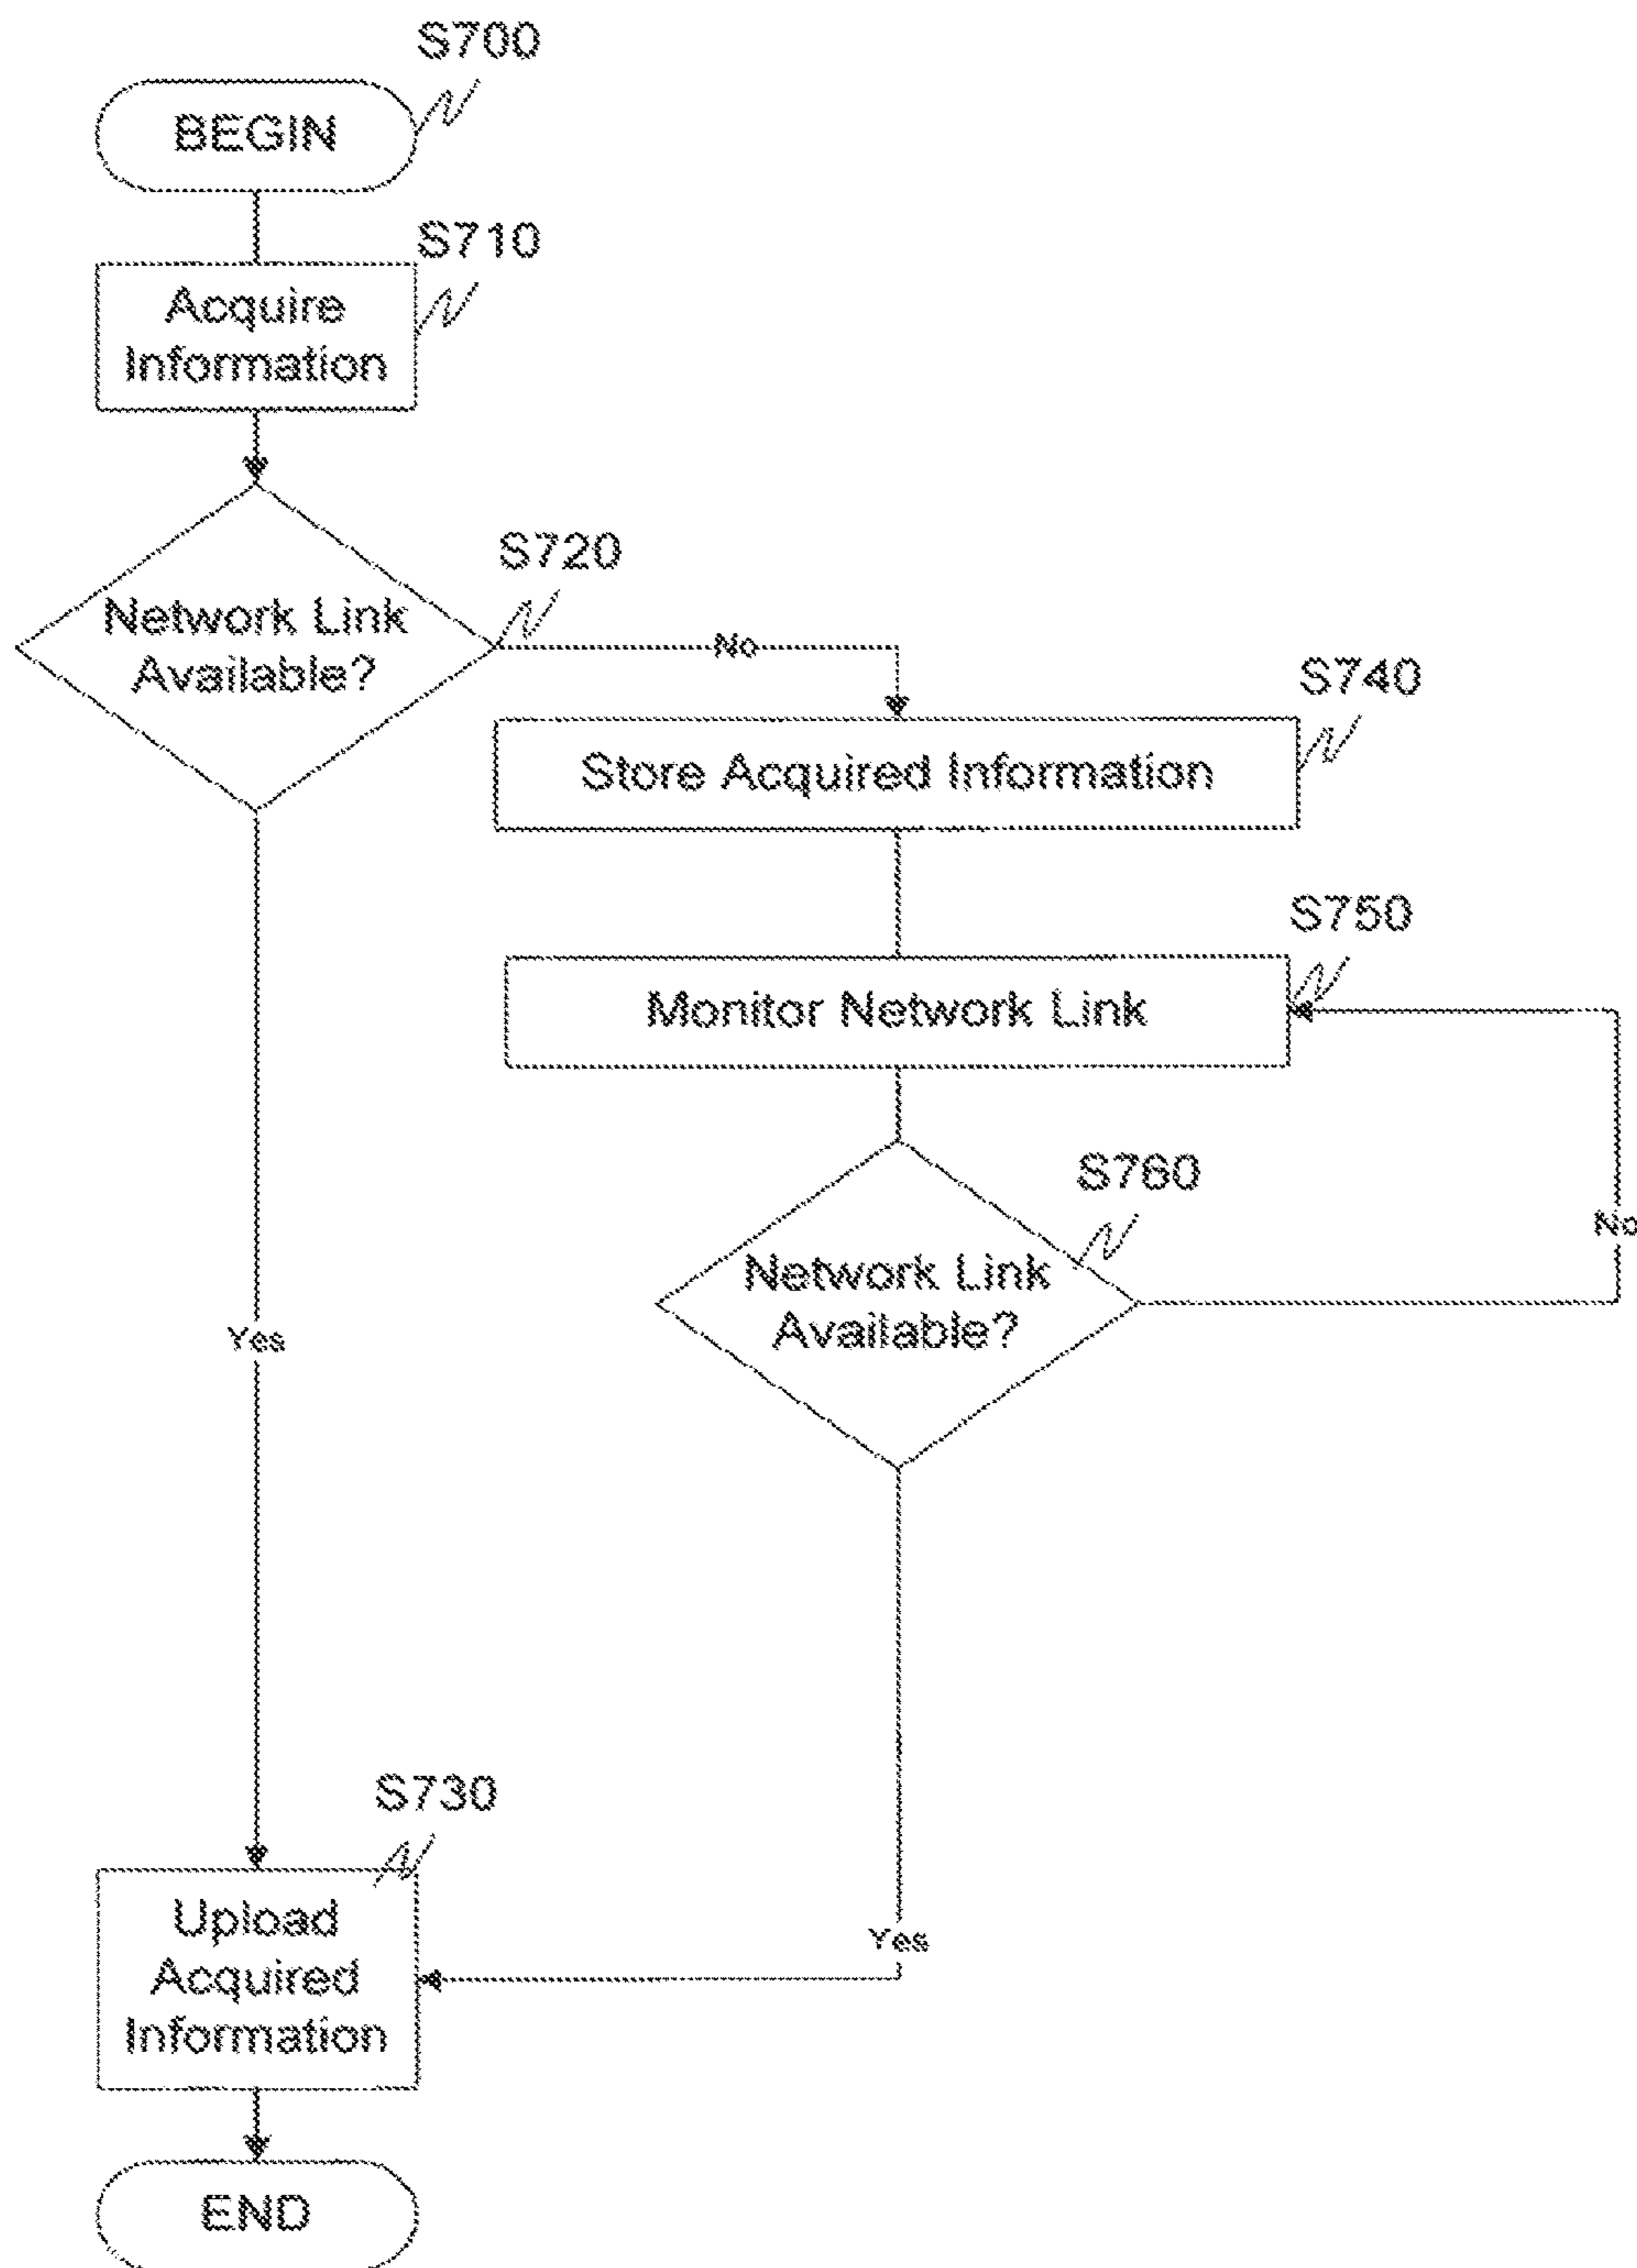 S700
BEGIN
S710
Acquire
Information
S720
Network Link
Available?
No
S740
Store Acquired Information
S750
Monitor Network Link
S760
Network Link
Available?
No
Yes
S730
Upload
Acquired
Information
Yes
END